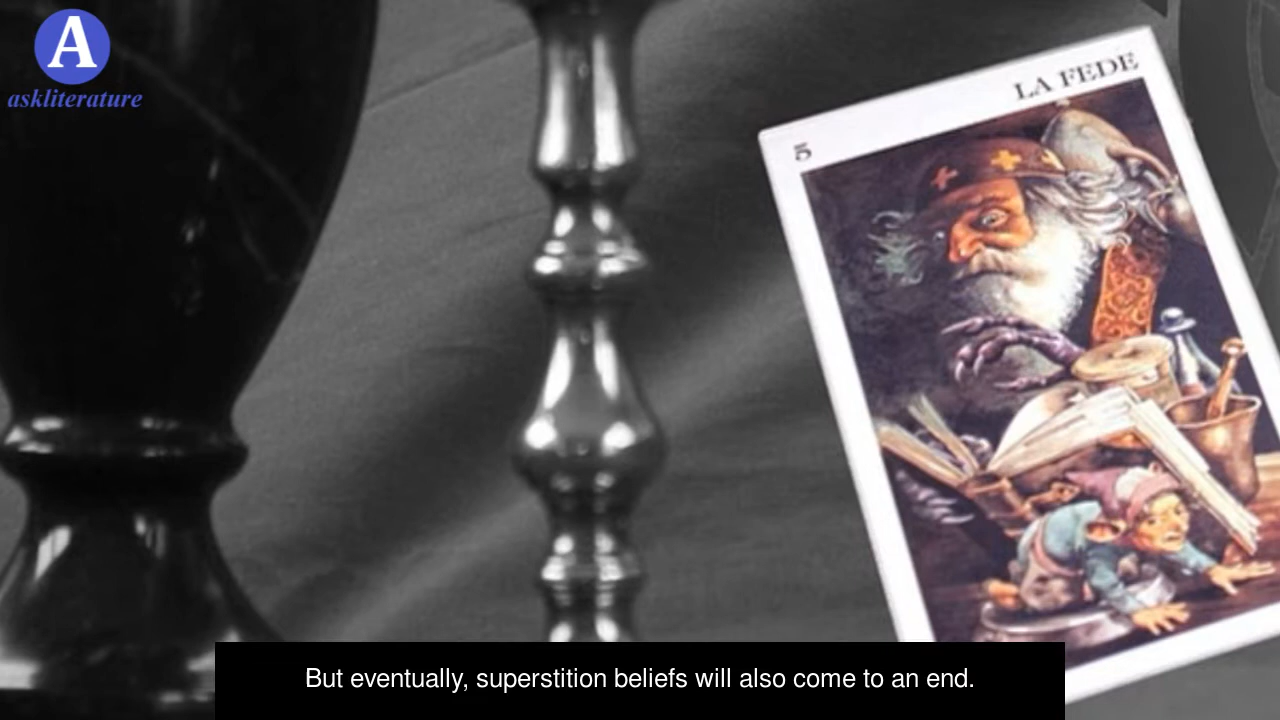 A
askliterature
LA FEDE
5
But eventually, superstition beliefs will also come to an end.